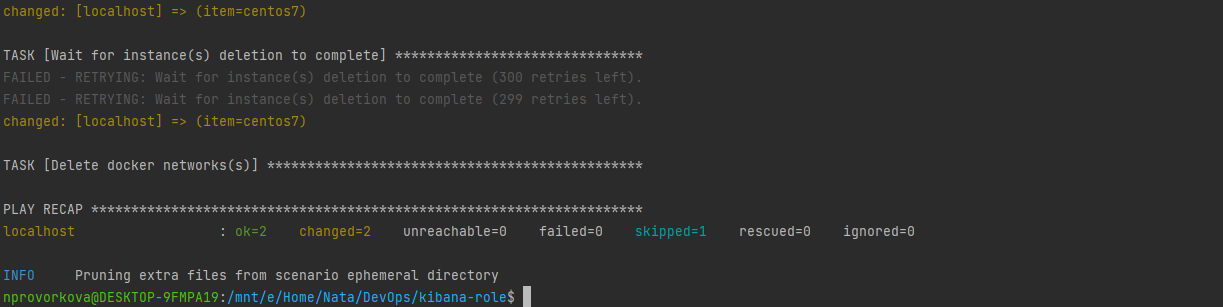 changed: [localhost] => (item=centos7)
TASK [Wait for instance(s) deletion to complete] *******************************
FAILED - RETRYING: Wait for instance(s) deletion to complete (300 retries left).
FAILED - RETRYING: Wait for instance(s) deletion to complete (299 retries left).
changed: [localhost] => (item=centos7)
TASK [Delete docker networks(s)] ***********************************************
PLAY RECAP *********************************************************************
localhost                  : ok=2    changed=2    unreachable=0    failed=0    skipped=1    rescued=0    ignored=0
INFO     Pruning extra files from scenario ephemeral directory
nprovorkova@DESKTOP-9FMPA19:/mnt/e/Home/Nata/DevOps/kibana-role$